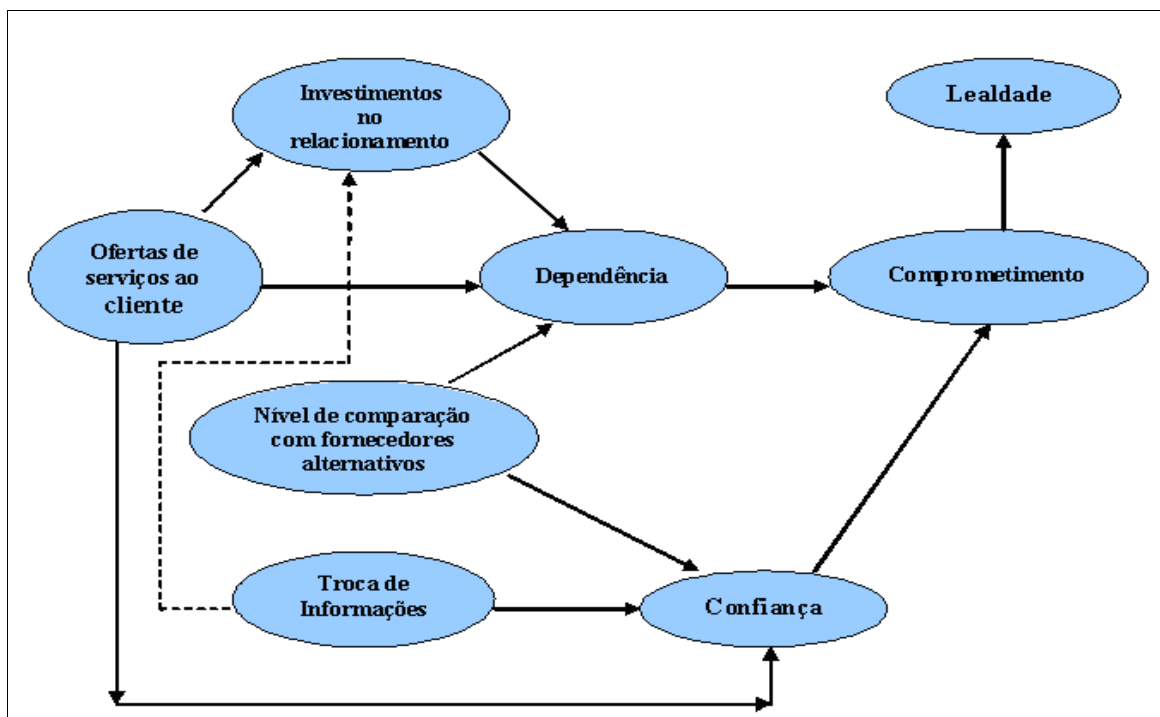 Investimentos
no
relacionamento
Lealdade
Ofertas de
serviços ao
cliente
Dependência
Comprometimento
Nível de comparação
com fornecedores
alternativos
Troca de
Informações
Confiança